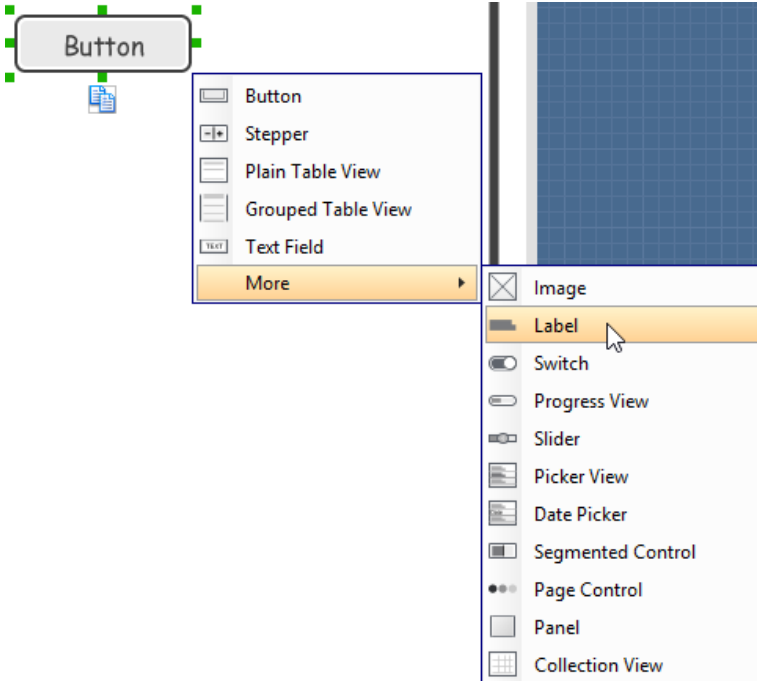 Button
Button
Stepper
Plain Table View
Grouped Table View
TEXT Text Field
More
Image
Label
Switch
Progress View
Slider
Picker View
Date Picker
Segmented Control
Page Control
Panel
Collection View